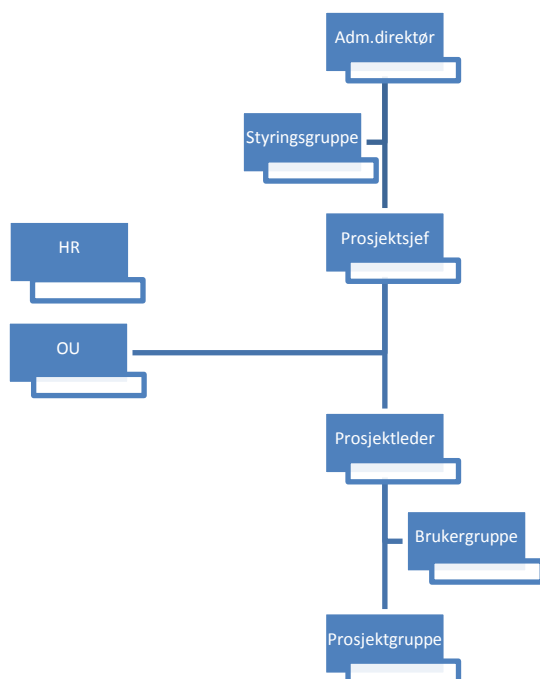 Adm.direktør
Styringsgruppe
Prosjektsjef
HR
OU
Prosjektleder
Brukergruppe
Prosjektgruppe